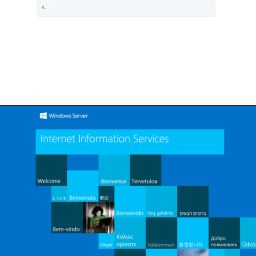 Windows Server
Internet Information Services
Welcome
Bienvenue
Tervetuloa
ようこそ
Benvenuto
歡迎
Bienvenido
Hoş geldiniz
ברוכים הבאים
Bem-vindo
Vítejte
Καλώς
ορίσατε
Välkommen
환영합니다
Добро
пожаловать
Üdvö